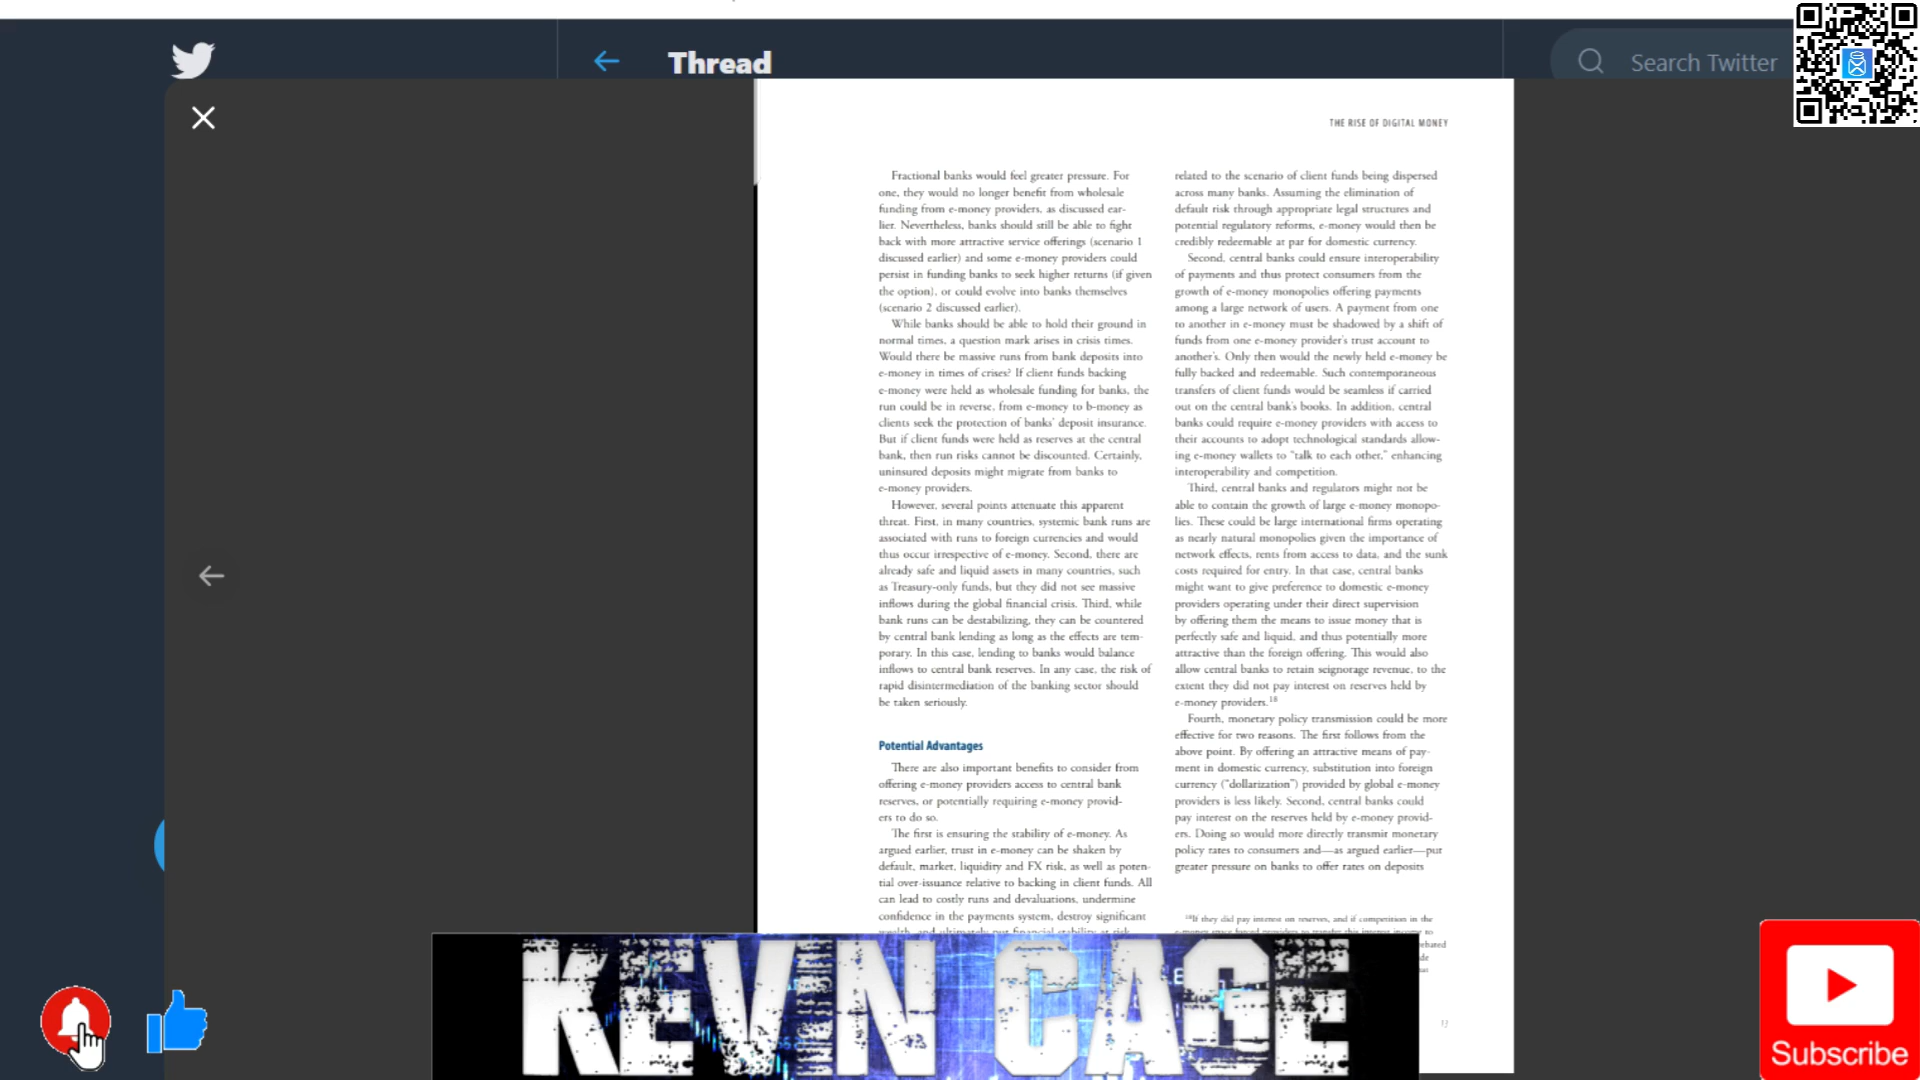 Thread
Search Twitter
THE RISE OF DIGITAL MONEY
Fractional banks would feel greater pressure. For
one, they would no longer benefit from wholesale
funding from e-money providers, as discussed ear-
lier. Nevertheless, banks should still be able to fight
back with more attractive service offerings (scenario 1
discussed earlier) and some e-money providers could
persist in funding banks to seek higher returns (if given
the option), or could evolve into banks themselves
(scenario 2 discussed earlier).
While banks should be able to hold their ground in
normal times, a question mark arises in crisis times.
Would there be massive runs from bank deposits into
e-money in times of crises? If client funds backing
e-money were held as wholesale funding for banks, the
run could be in reverse, from e-money to b-money as
clients seek the protection of banks' deposit insurance.
But if client funds were held as reserves at the central
bank, then run risks cannot be discounted. Certainly,
uninsured deposits might migrate from banks to
e-money providers.
However, several points attenuate this apparent
threat. First, in many countries, systemic bank runs are
associated with runs to foreign currencies and would
thus occur irrespective of e-money. Second, there are
already safe and liquid assets in many countries, such
as Treasury-only funds, but they did not see massive
inflows during the global financial crisis. Third, while
bank runs can be destabilizing, they can be countered
by central bank lending as long as the effects are tem-
porary. In this case, lending to banks would balance
inflows to central bank reserves. In any case, the risk of
rapid disintermediation of the banking sector should
be taken seriously.
Potential Advantages
There are also important benefits to consider from
offering e-money providers access to central bank
reserves, or potentially requiring e-money provid-
ers to do so.
The first is ensuring the stability of e-money. As
argued earlier, trust in e-money can be shaken by
default, market, liquidity and FX risk, as well as poten-
tial over-issuance relative to backing in client funds. All
can lead to costly runs and devaluations, undermine
confidence in the payments system, destroy significant
wealth, and ultimately put financial stability at risk
related to the scenario of client funds being dispersed
across many banks. Assuming the elimination of
default risk through appropriate legal structures and
potential regulatory reforms, e-money would then be
credibly redeemable at par for domestic currency.
Second, central banks could ensure interoperability
of payments and thus protect consumers from the
growth of e-money monopolies offering payments
among a large network of users. A payment from one
to another in e-money must be shadowed by a shift of
funds from one e-money provider's trust account to
another's. Only then would the newly held e-money be
fully backed and redeemable. Such contemporaneous
transfers of client funds would be seamless if carried
out on the central bank's books. In addition, central
banks could require e-money providers with access to
their accounts to adopt technological standards allow-
ing e-money wallets to "talk to each other," enhancing
interoperability and competition.
Third, central banks and regulators might not be
able to contain the growth of large e-money monopo-
lies. These could be large international firms operating
as nearly natural monopolies given the importance of
network effects, rents from access to data, and the sunk
costs required for entry. In that case, central banks
might want to give preference to domestic e-money
providers operating under their direct supervision
by offering them the means to issue money that is
perfectly safe and liquid, and thus potentially more
attractive than the foreign offering. This would also
allow central banks to retain seignorage revenue, to the
extent they did not pay interest on reserves held by
e-money providers.18
Fourth, monetary policy transmission could be more
effective for two reasons. The first follows from the
above point. By offering an attractive means of pay-
ment in domestic currency, substitution into foreign
currency ("dollarization") provided by global e-money
providers is less likely. Second, central banks could
pay interest on the reserves held by e-money provid-
ers. Doing so would more directly transmit monetary
policy rates to consumers and—as argued earlier—put
greater pressure on banks to offer rates on deposits
18If they did pay interest on reserves, and if competition in the
e-money space forced providers to transfer this interest income to
KEVIN CAGE
Subscribe